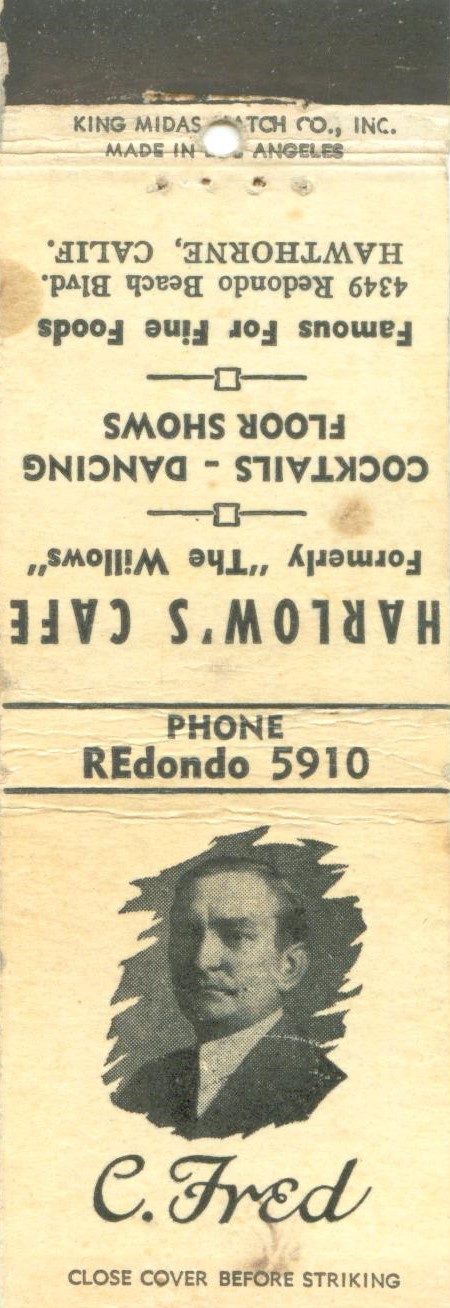 KING MIDAS MATCH CO., INC.
MADE IN LOS ANGELES
HARLOW'S CAFE
Formerly "The Willows"
COCKTAILS - DANCING
FLOOR SHOWS
Famous For Fine Foods
4349 Redondo Beach Blvd.
HAWTHORNE, CALIF.
PHONE
REdondo 5910
C. Fred
CLOSE COVER BEFORE STRIKING